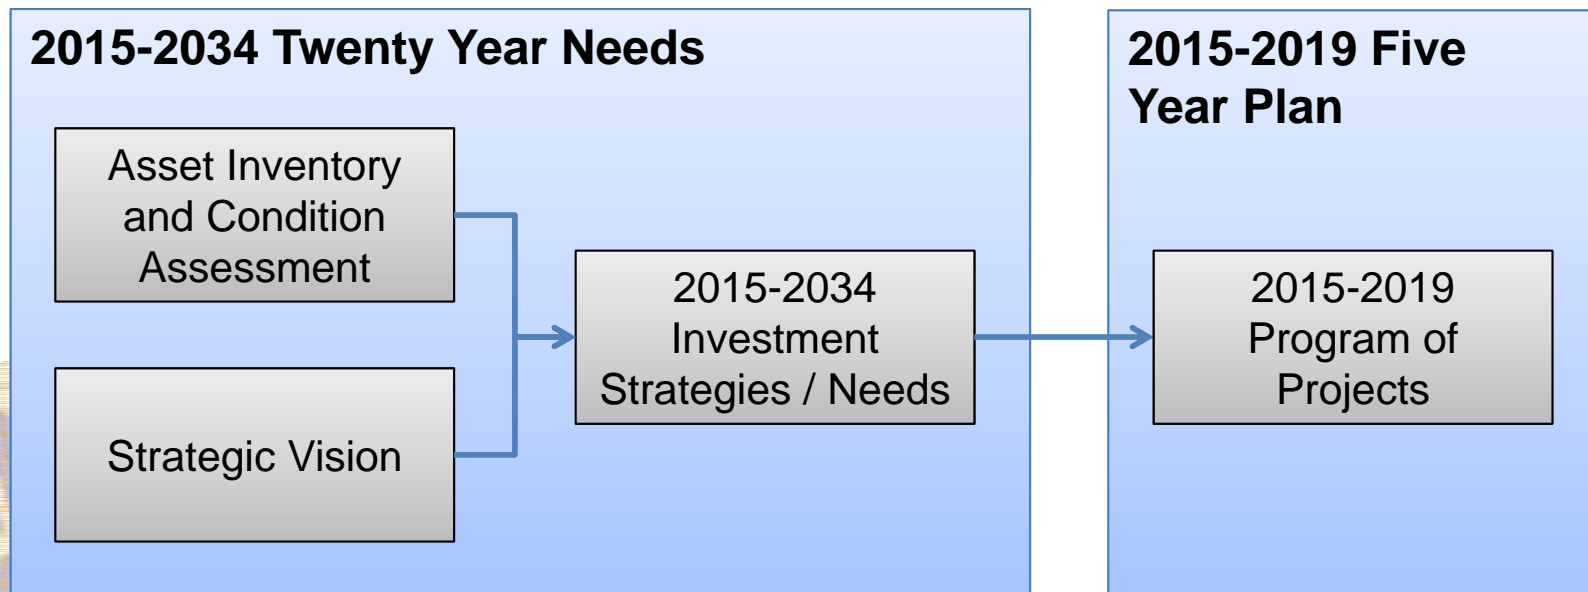 2015-2034 Twenty Year Needs
Asset Inventory
and Condition
Assessment
Strategic Vision
2015-2034
Investment
Strategies / Needs
2015-2019 Five
Year Plan
2015-2019
Program of
Projects